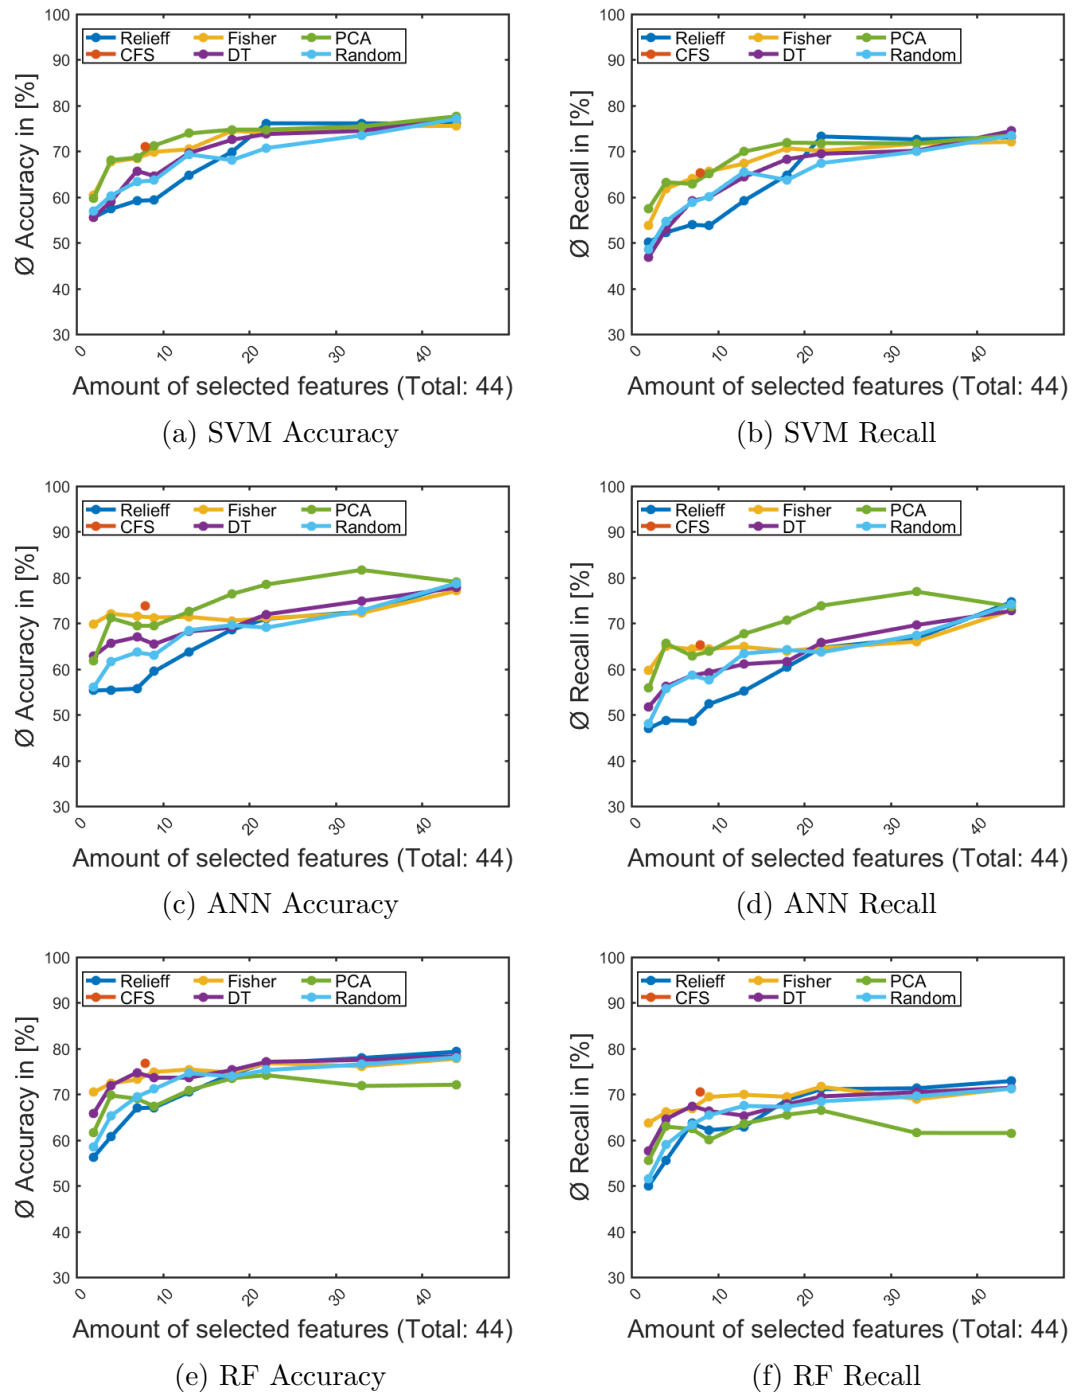 100
90
80
70
60
50
40
30
Ø Accuracy in [%]
Relieff Fisher PCA
CFS DT Random
0 10 20 30 40
Amount of selected features (Total: 44)
(a) SVM Accuracy
100
90
80
70
60
50
40
30
Ø Recall in [%]
Relieff Fisher PCA
CFS DT Random
0 10 20 30 40
Amount of selected features (Total: 44)
(b) SVM Recall
100
90
80
70
60
50
40
30
Ø Accuracy in [%]
Relieff Fisher PCA
CFS DT Random
0 10 20 30 40
Amount of selected features (Total: 44)
(c) ANN Accuracy
100
90
80
70
60
50
40
30
Ø Recall in [%]
Relieff Fisher PCA
CFS DT Random
0 10 20 30 40
Amount of selected features (Total: 44)
(d) ANN Recall
100
90
80
70
60
50
40
30
Ø Accuracy in [%]
Relieff Fisher PCA
CFS DT Random
0 10 20 30 40
Amount of selected features (Total: 44)
(e) RF Accuracy
100
90
80
70
60
50
40
30
Ø Recall in [%]
Relieff Fisher PCA
CFS DT Random
0 10 20 30 40
Amount of selected features (Total: 44)
(f) RF Recall